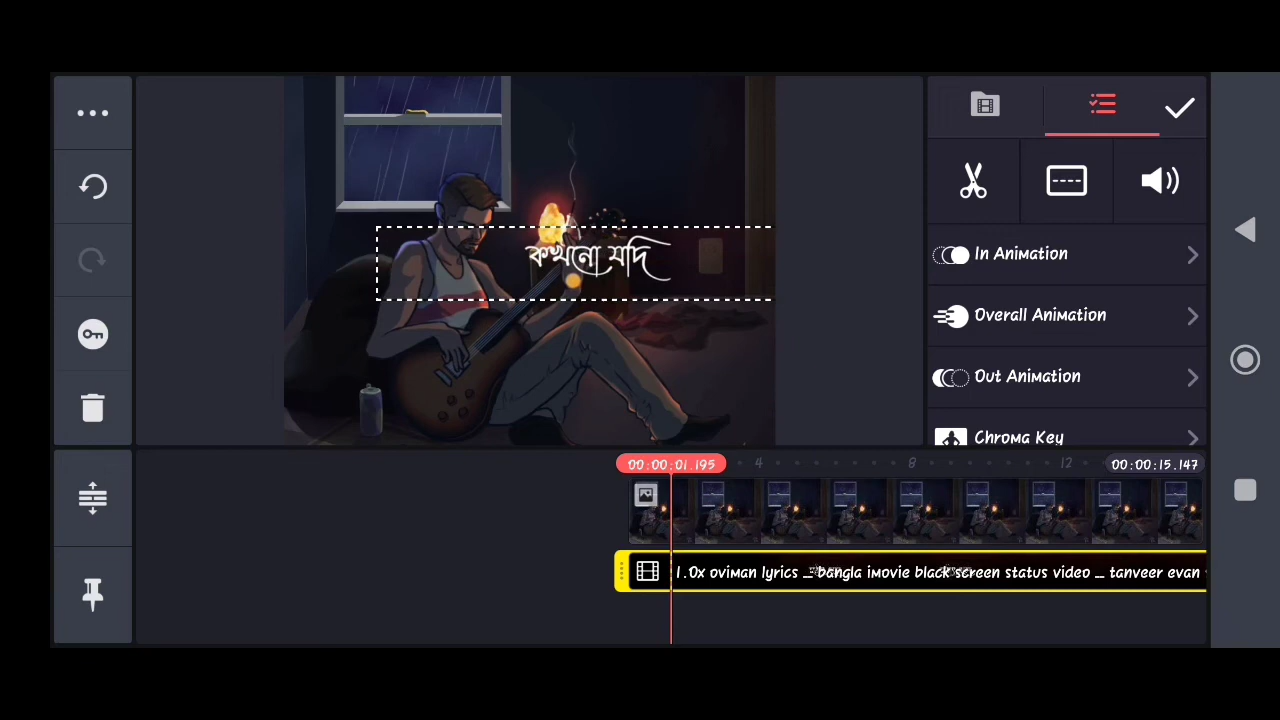 In Animation
Overall Animation
Out Animation
Chroma Key
কখনো যদি
00:00:01.195
4
8
12
00:00:15.147
1.0x oviman lyrics _ bangla imovie black screen status video _ tanveer evan